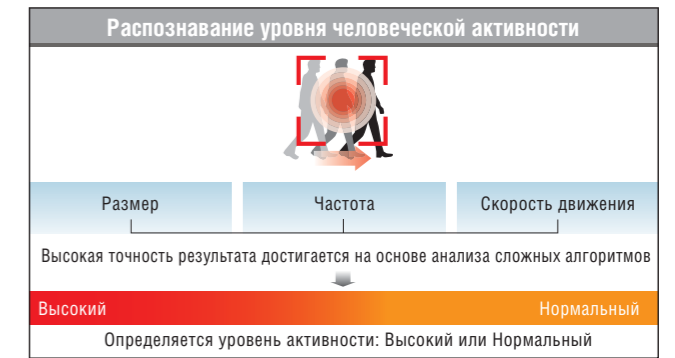 Распознавание уровня человеческой активности
Размер
Частота
Скорость движения
Высокая точность результата достигается на основе анализа сложных алгоритмов
Высокий
Нормальный
Определяется уровень активности: Высокий или Нормальный